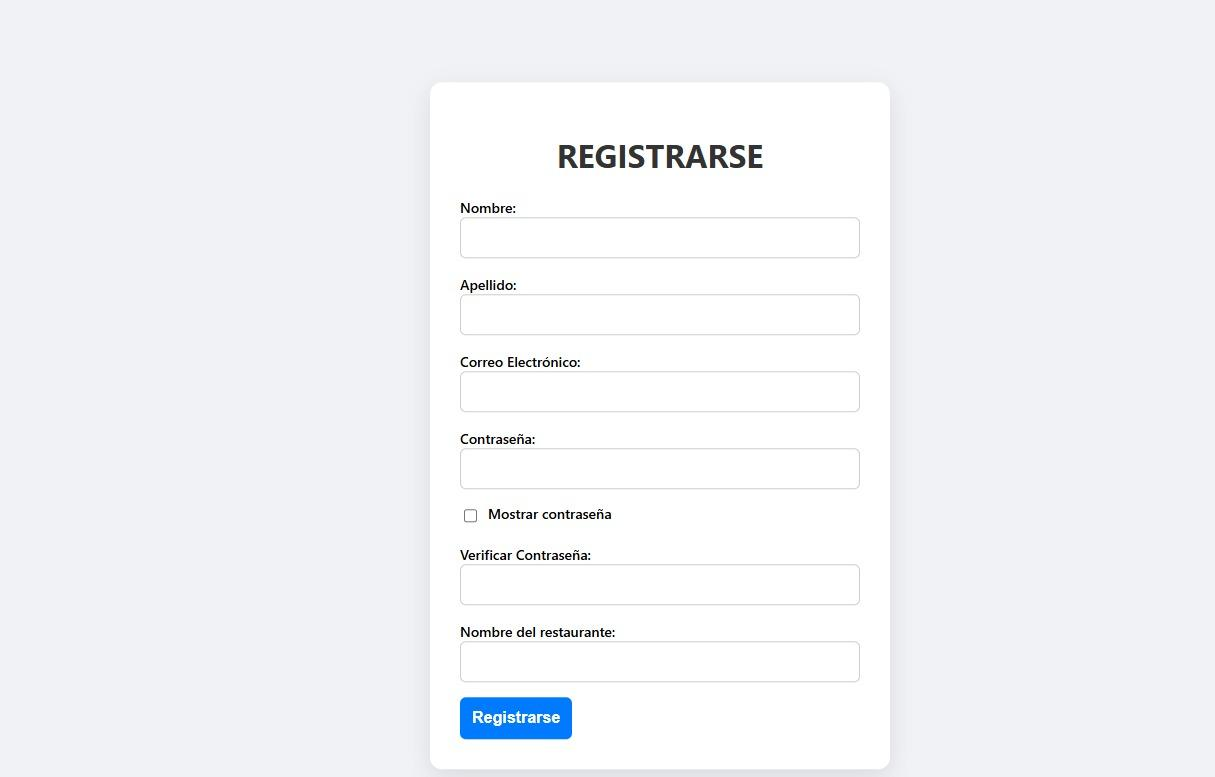 REGISTRARSE
Nombre:
Apellido:
Correo Electrónico:
Contraseña:
Mostrar contraseña
Verificar Contraseña:
Nombre del restaurante:
Registrarse